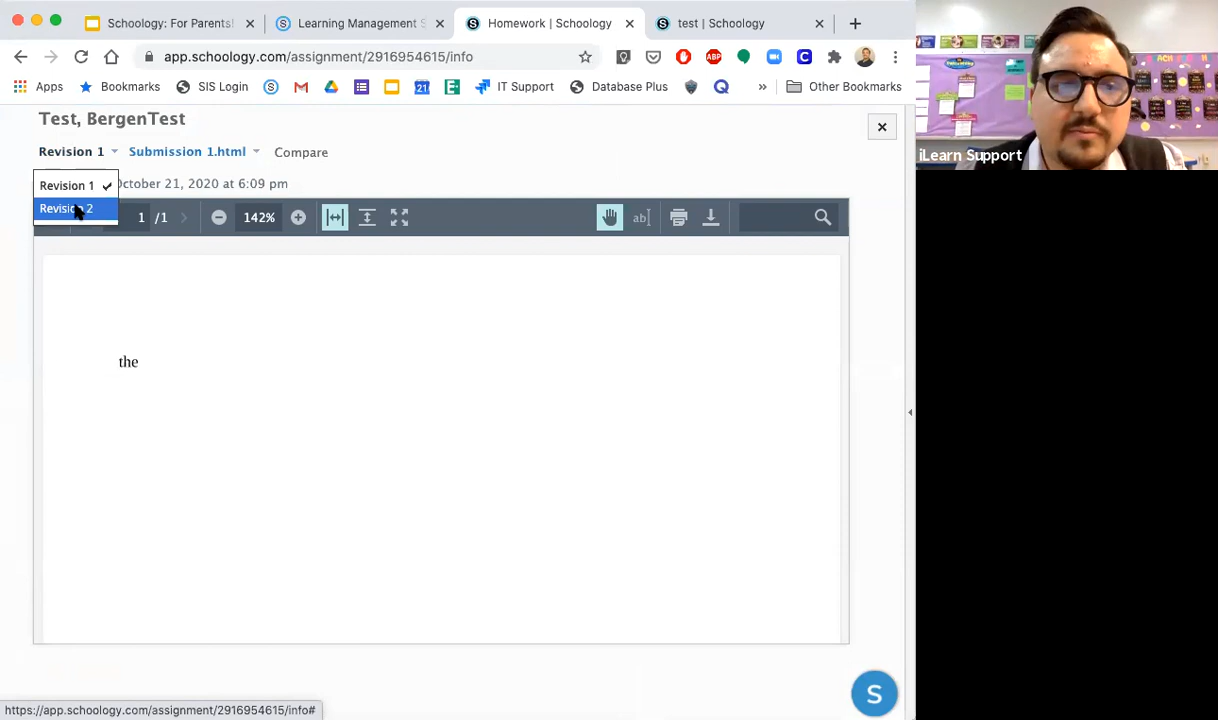 Schoology: For Parents!
Learning Management S
Homework | Schoology
test | Schoology
app.schoology.com/assignment/2916954615/info
Apps
Bookmarks
SIS Login
IT Support
Database Plus
»
Other Bookmarks
Test, BergenTest
Revision 1
Submission 1.html
Compare
Revision 1
October 21, 2020 at 6:09 pm
Revision 2
1 /1
142%
the
iLearn Support
S
https://app.schoology.com/assignment/2916954615/info#